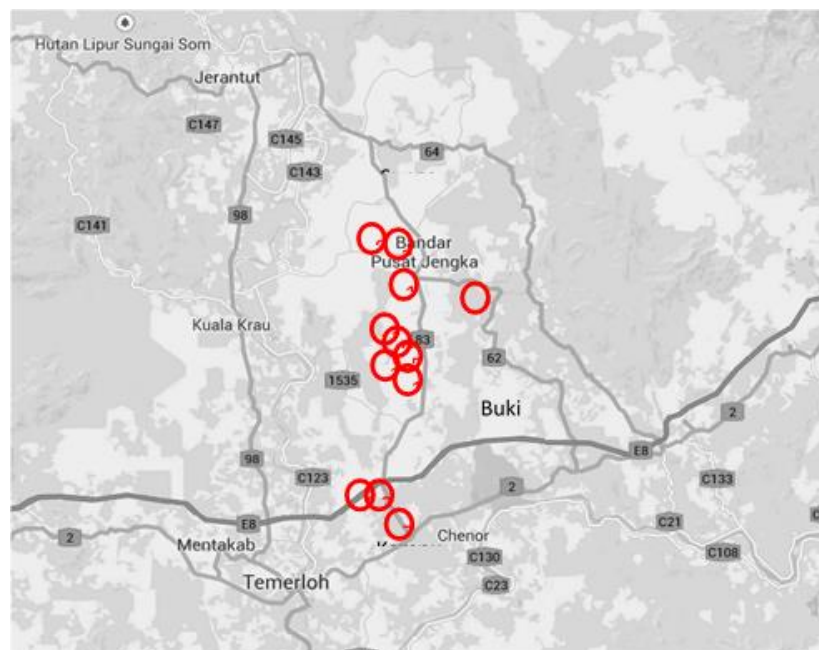 Hutan Lipur Sungai Som
Jerantut
C147
C145
64
C143
98
C141
Bandar
Pusat Jengka
Kuala Krau
83
62
1535
Buki
2
E8
98
C123
C133
2
E8
C21
2
Mentakab
Chenor
C130
C108
Temerloh
C23